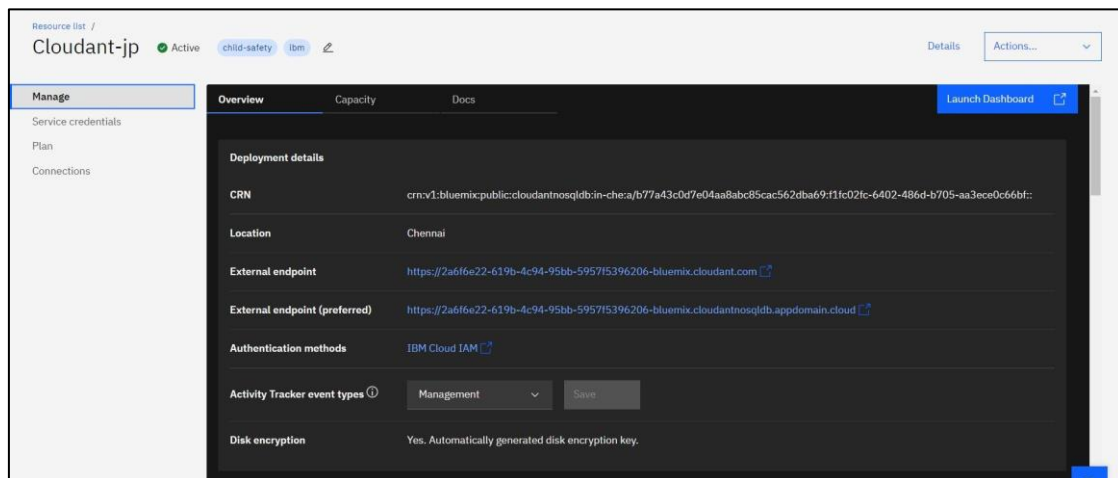 Resource list /
Cloudant-jp Active child-safety ibm Details Actions...
Manage
Service credentials
Plan
Connections
Overview Capacity Docs Launch Dashboard
Deployment details
CRN crn:v1:bluemix:public:cloudantnosqldb:in-che:a/b77a43c0d7e04aa8abc85cac562dba69:f1fc02fc-6402-486d-b705-aa3ece0c66bf::
Location Chennai
External endpoint https://2a6f6e22-619b-4c94-95bb-5957f5396206-bluemix.cloudant.com
External endpoint (preferred) https://2a6f6e22-619b-4c94-95bb-5957f5396206-bluemix.cloudantnosqldb.appdomain.cloud
Authentication methods IBM Cloud IAM
Activity Tracker event types Management Save
Disk encryption Yes. Automatically generated disk encryption key.